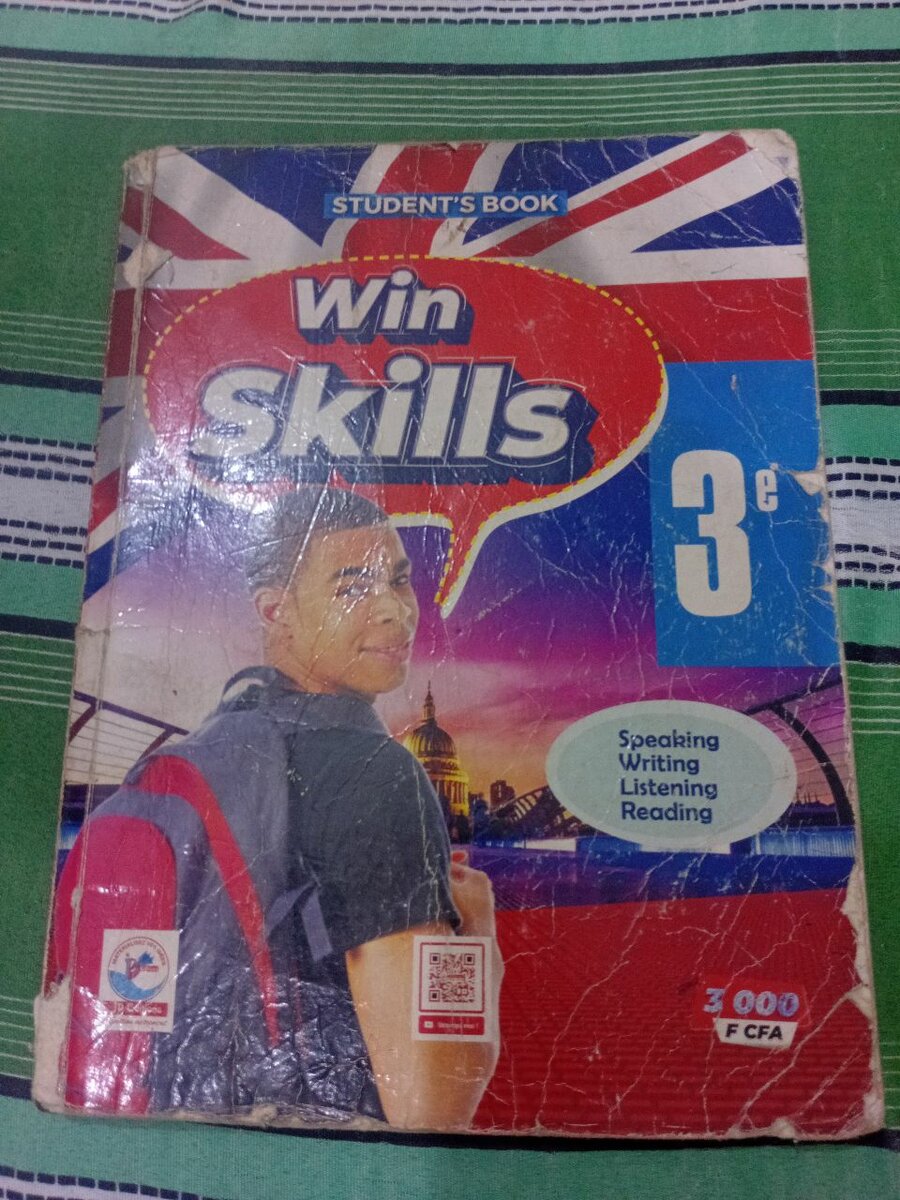 STUDENT'S BOOK
Win
Skills
3e
Speaking
Writing
Listening
Reading
3 000
F CFA